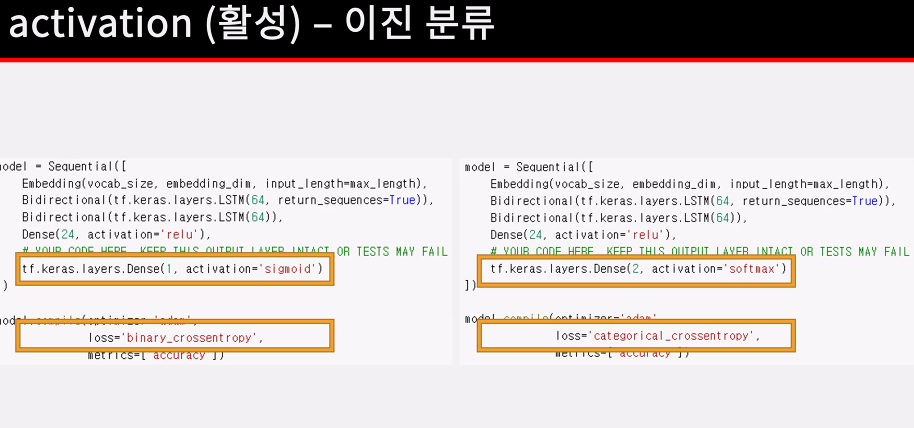 activation (활성) – 이진 분류
model = Sequential([
Embedding(vocab_size, embedding_dim, input_length=max_length),
Bidirectional(tf.keras.layers.LSTM(64, return_sequences=True)),
Bidirectional(tf.keras.layers.LSTM(64)),
Dense(24, activation='relu'),
# YOUR CODE HERE. KEEP THIS OUTPUT LAYER INTACT OR TESTS MAY FAIL
tf.keras.layers.Dense(1, activation='sigmoid')
)
model.compile(optimizer='adam',
loss='binary_crossentropy',
metrics=['accuracy'])
model = Sequential([
Embedding(vocab_size, embedding_dim, input_length=max_length),
Bidirectional(tf.keras.layers.LSTM(64, return_sequences=True)),
Bidirectional(tf.keras.layers.LSTM(64)),
Dense(24, activation='relu'),
# YOUR CODE HERE. KEEP THIS OUTPUT LAYER INTACT OR TESTS MAY FAIL
tf.keras.layers.Dense(2, activation='softmax')
])
model.compile(optimizer='adam',
loss='categorical_crossentropy',
metrics=['accuracy'])